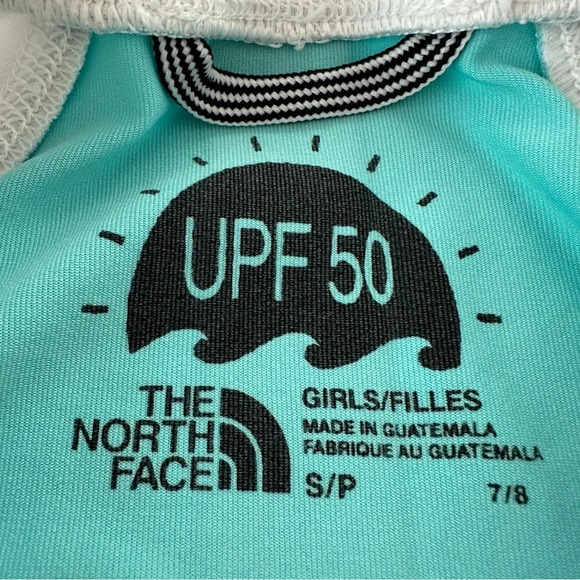 UPF 50
THE
NORTH
FACE
GIRLS/FILLES
MADE IN GUATEMALA
FABRIQUE AU GUATEMALA
S/P 7/8